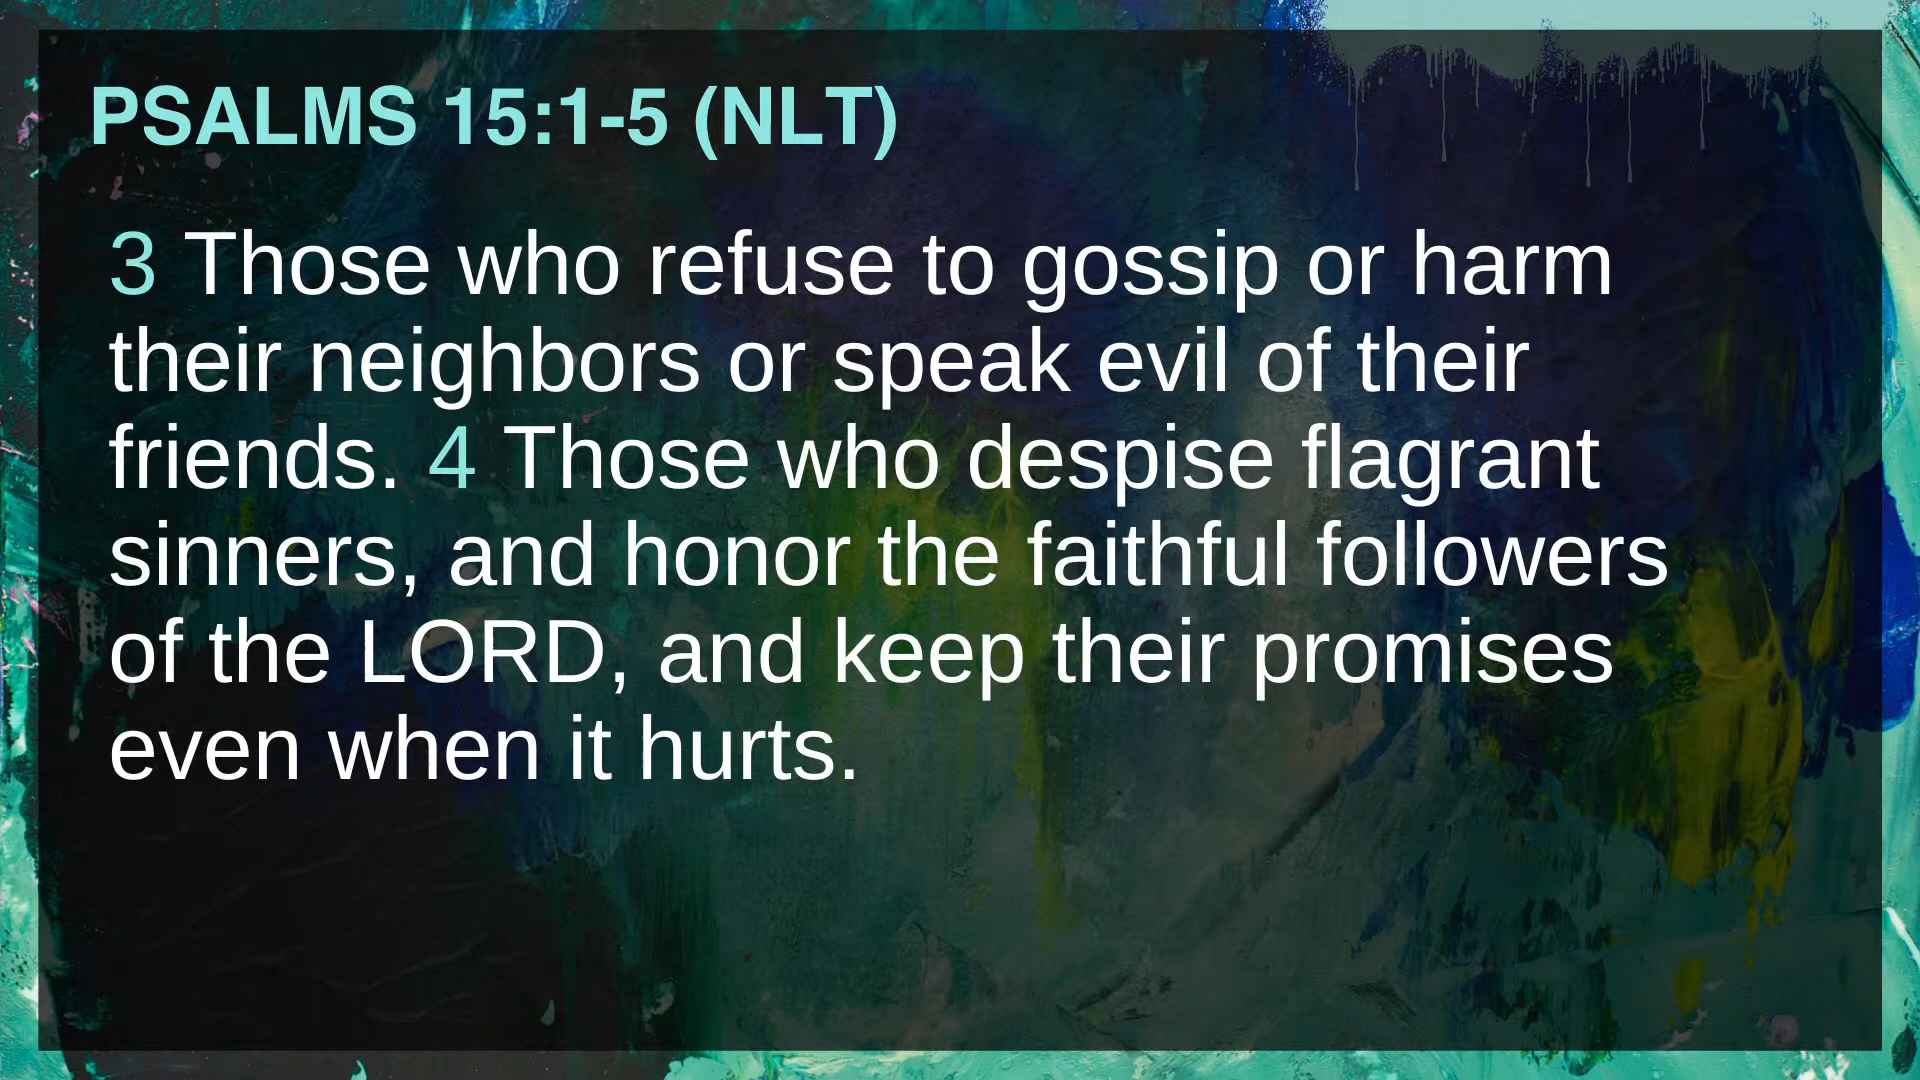 PSALMS 15:1-5 (NLT)
3 Those who refuse to gossip or harm
their neighbors or speak evil of their
friends. 4 Those who despise flagrant
sinners, and honor the faithful followers
of the LORD, and keep their promises
even when it hurts.